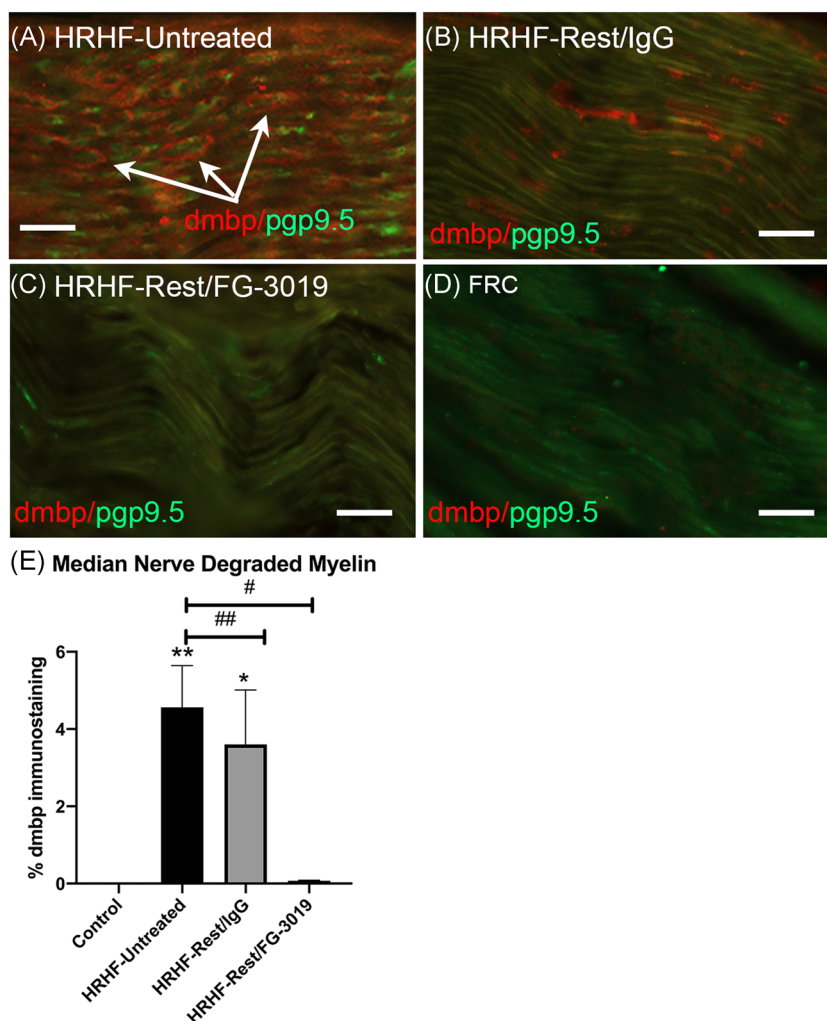 (A) HRHF-Untreated
dmbp/pgp9.5
(B) HRHF-Rest/IgG
dmbp/pgp9.5
(C) HRHF-Rest/FG-3019
dmbp/pgp9.5
(D) FRC
dmbp/pgp9.5
(E) Median Nerve Degraded Myelin
#
##
** 
*
% dmbp immunostaining
6
4
2
0
Control
HRHF-Untreated
HRHF-Rest/IgG
HRHF-Rest/FG-3019